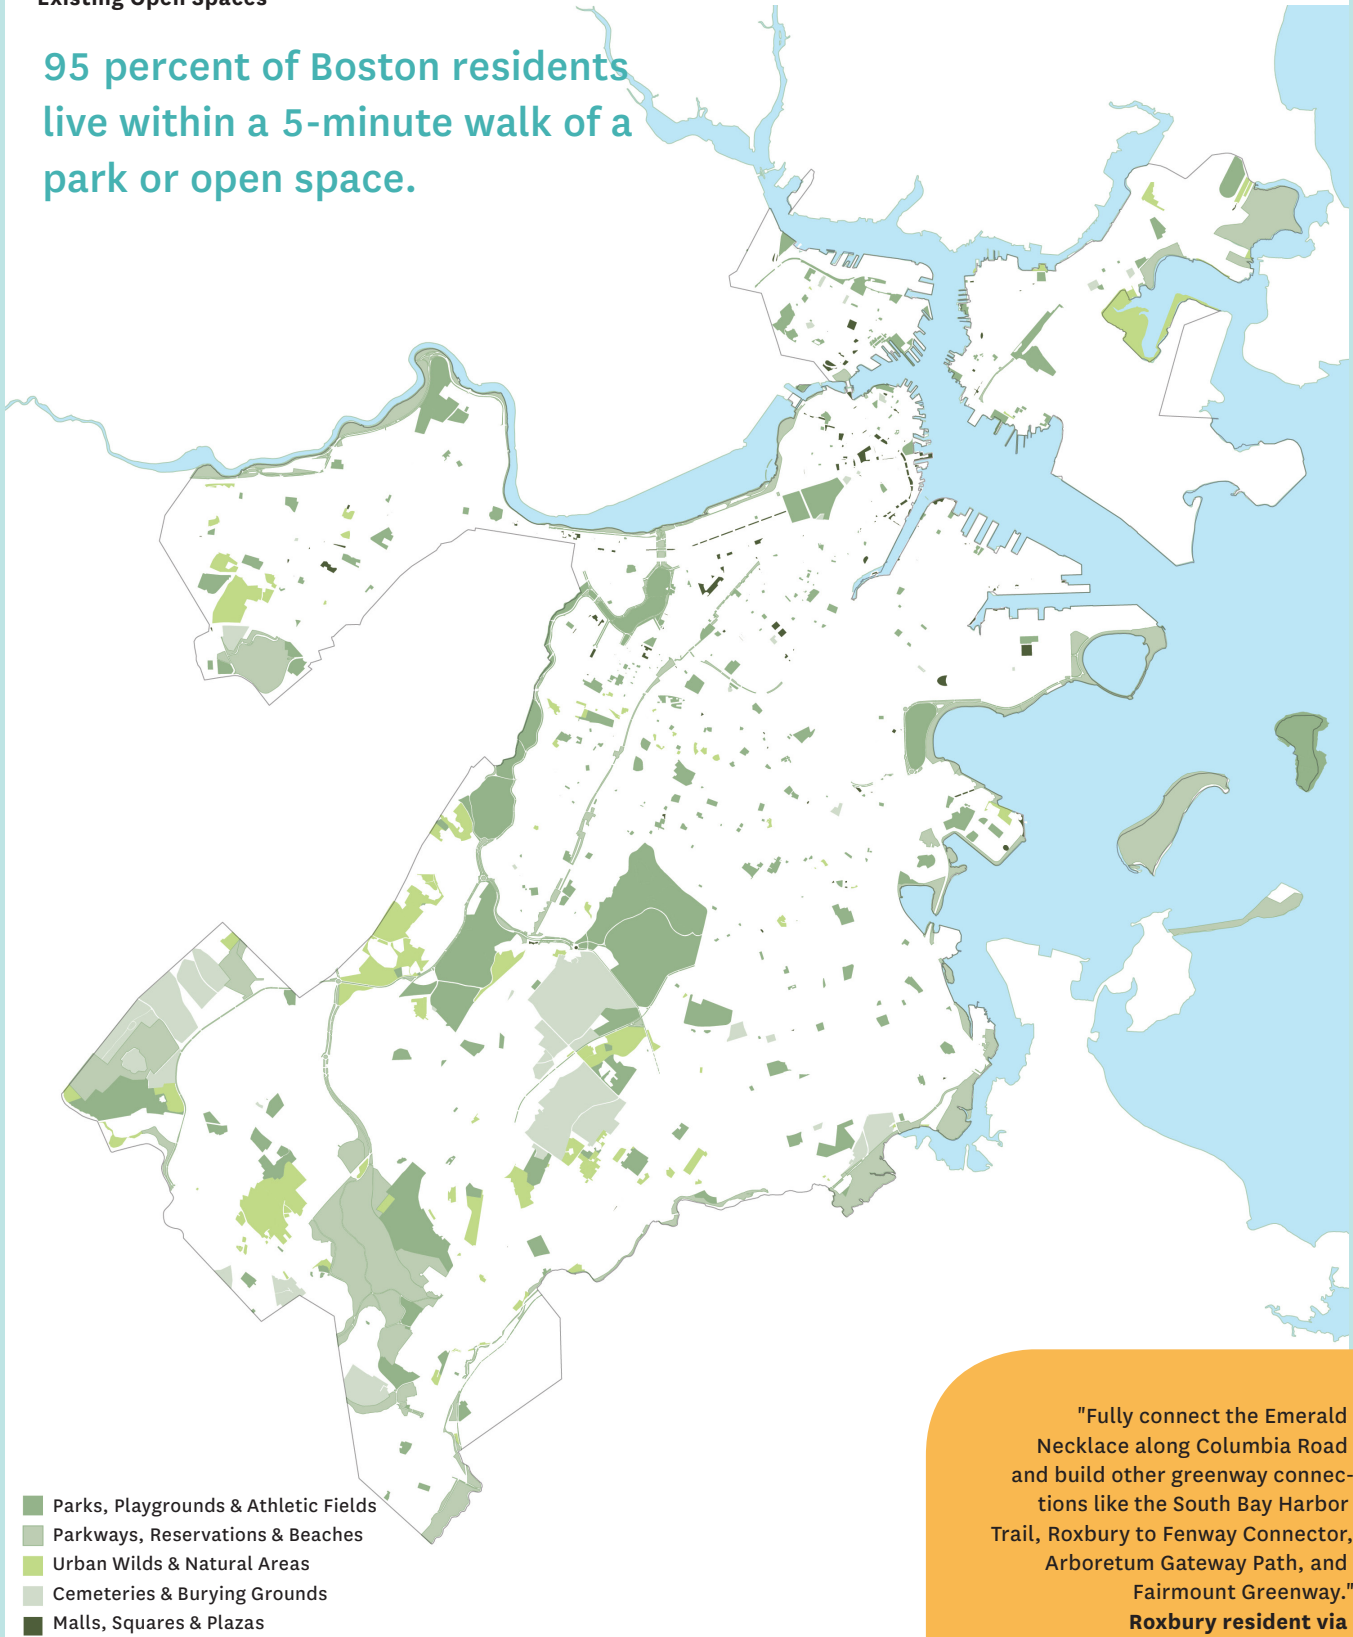 Existing Open Spaces
95 percent of Boston residents
live within a 5-minute walk of a
park or open space.
Parks, Playgrounds & Athletic Fields
Parkways, Reservations & Beaches
Urban Wilds & Natural Areas
Cemeteries & Burying Grounds
Malls, Squares & Plazas
"Fully connect the Emerald
Necklace along Columbia Road
and build other greenway connec-
tions like the South Bay Harbor
Trail, Roxbury to Fenway Connector,
Arboretum Gateway Path, and
Fairmount Greenway."
Roxbury resident via